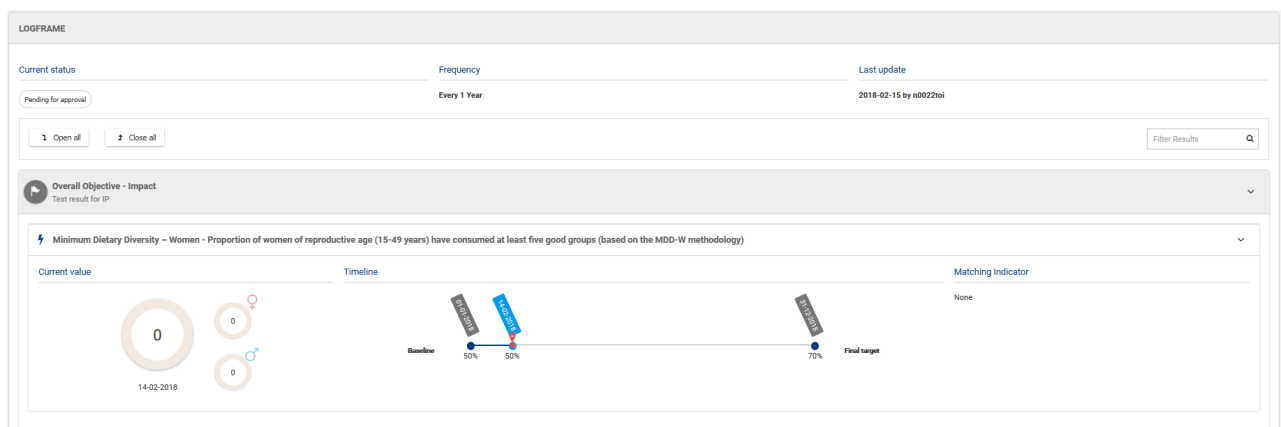 LOGFRAME
Current status
Frequency
Last update
Pending for approval
Every 1 Year
2018-02-15 by n0022toi
Open all
Close all
Filter Results
Overall Objective - Impact
Test result for IP
Minimum Dietary Diversity – Women - Proportion of women of reproductive age (15-49 years) have consumed at least five good groups (based on the MDD-W methodology)
Current value
Timeline
Matching Indicator
0
0
0
14-02-2018
01-01-2018
14-02-2018
31-12-2018
Baseline
50%
50%
70%
Final target
None